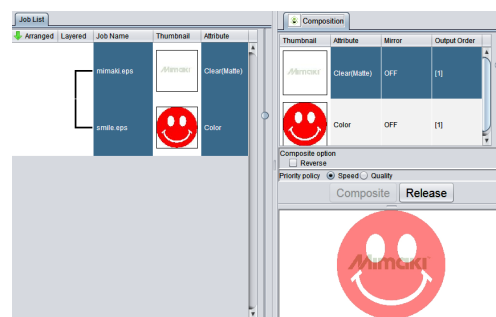 Job List
Arranged Layered Job Name Thumbnail Attribute
mimaki.eps Mimaki Clear(Matte)
smile.eps Color
Composition
Thumbnail Attribute Mirror Output Order
Mimaki Clear(Matte) OFF [1]
Color OFF [1]
Composite option
Reverse
Priority policy Speed Quality
Composite Release
Mimaki